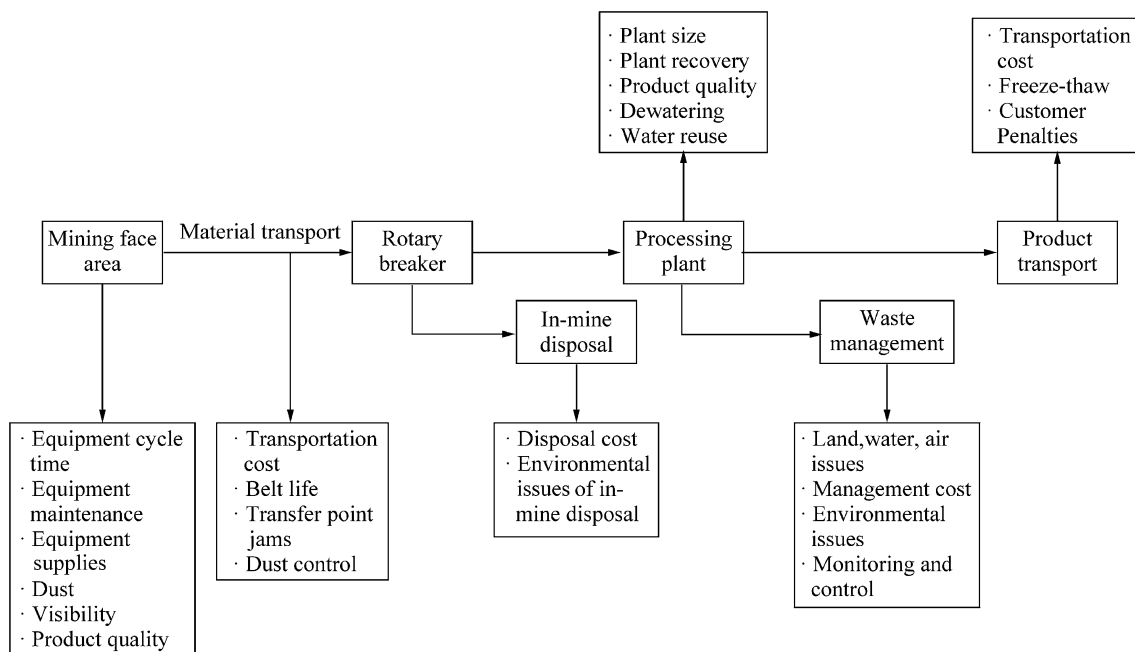 · Plant size
· Plant recovery
· Product quality
· Dewatering
· Water reuse
· Transportation
cost
· Freeze-thaw
· Customer
Penalties
Mining face
area
Material transport
Rotary
breaker
Processing
plant
Product
transport
In-mine
disposal
Waste
management
· Equipment cycle
time
· Equipment
maintenance
· Equipment
supplies
· Dust
· Visibility
· Product quality
· Transportation
cost
· Belt life
· Transfer point
jams
· Dust control
· Disposal cost
· Environmental
issues of in-
mine disposal
· Land,water, air
issues
· Management cost
· Environmental
issues
· Monitoring and
control